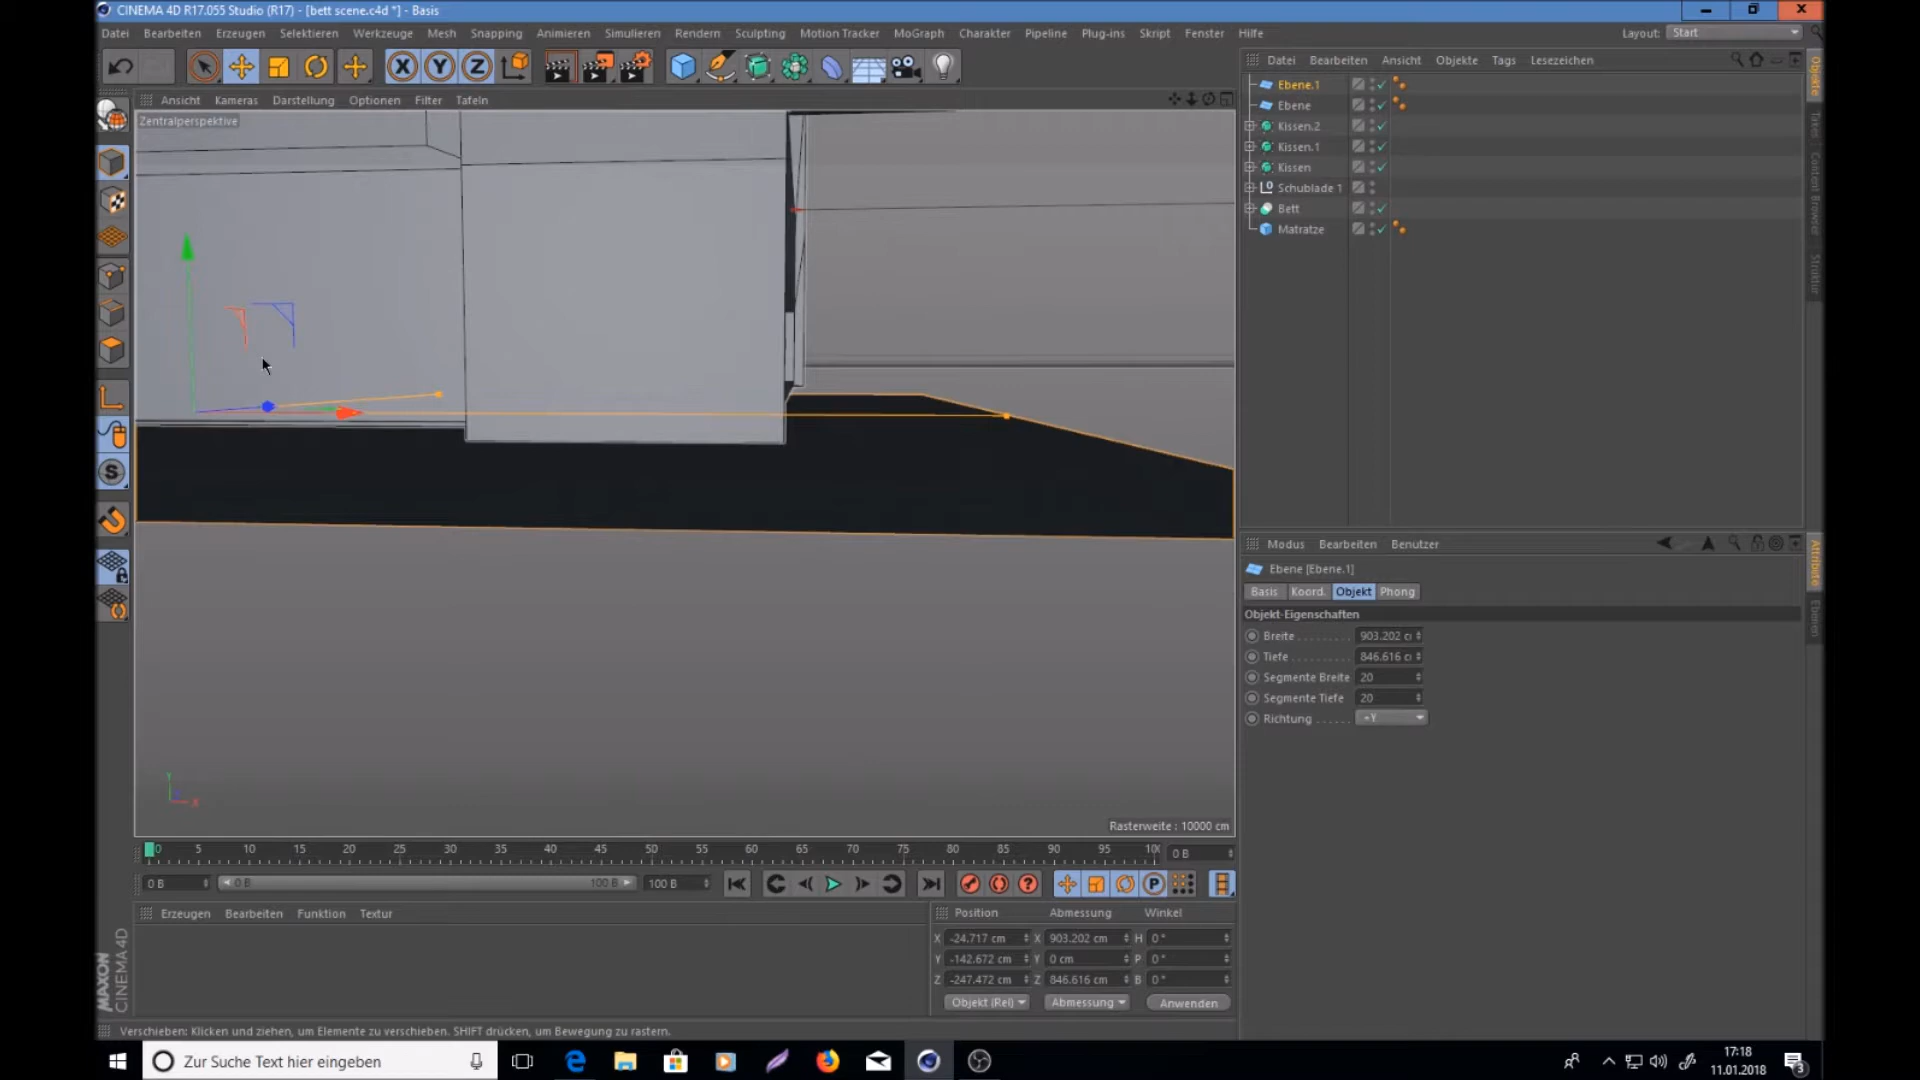 CINEMA 4D R17.055 Studio (R17) - [bett scene.c4d *] - Basis
Datei Bearbeiten Erzeugen Selektieren Werkzeuge Mesh Snapping Animieren Simulieren Rendern Sculpting Motion Tracker MoGraph Charakter Pipeline Plug-ins Skript Fenster Hilfe Layout: Start
Ansicht Kameras Darstellung Optionen Filter Tafeln
Zentralperspektive
Rasterweite : 10000 cm
Datei Bearbeiten Ansicht Objekte Tags Lesezeichen
Ebene.1
Ebene
Kissen.2
Kissen.1
Kissen
Schublade 1
Bett
Matratze
Objekte
Takes
Content Browser
Struktur
Modus Bearbeiten Benutzer
Ebene [Ebene.1]
Basis Koord. Objekt Phong
Objekt-Eigenschaften
Breite 903.202 c
Tiefe 846.616 c
Segmente Breite 20
Segmente Tiefe 20
Richtung +Y
Attribute
Ebenen
0 5 10 15 20 25 30 35 40 45 50 55 60 65 70 75 80 85 90 95 10 0 B
0 B 0 B 100 B 100 B
Erzeugen Bearbeiten Funktion Textur
Position Abmessung Winkel
X -24.717 cm X 903.202 cm H 0 °
Y -142.672 cm Y 0 cm P 0 °
Z -247.472 cm Z 846.616 cm B 0 °
Objekt (Rel) Abmessung Anwenden
MAXON CINEMA 4D
Verschieben: Klicken und ziehen, um Elemente zu verschieben. SHIFT drücken, um Bewegung zu rastern.
Zur Suche Text hier eingeben
17:18
11.01.2018
3